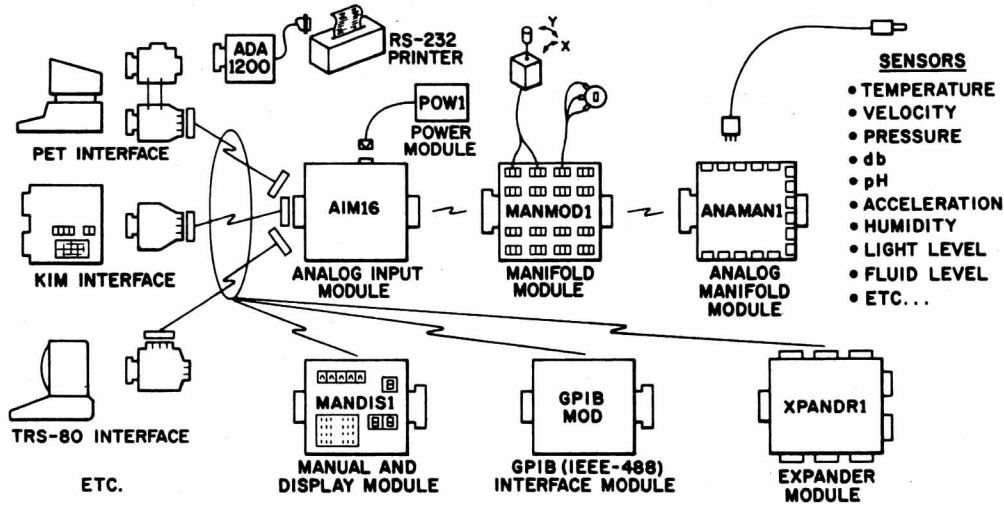 ADA
1200
RS-232
PRINTER
Y
X
POW1
POWER
MODULE
PET INTERFACE
KIM INTERFACE
TRS-80 INTERFACE
ETC.
AIM16
ANALOG INPUT
MODULE
MANMOD1
MANIFOLD
MODULE
ANAMAN1
ANALOG
MANIFOLD
MODULE
SENSORS
• TEMPERATURE
• VELOCITY
• PRESSURE
• db
• pH
• ACCELERATION
• HUMIDITY
• LIGHT LEVEL
• FLUID LEVEL
• ETC...
MANDIS1
MANUAL AND
DISPLAY MODULE
GPIB
MOD
GPIB (IEEE-488)
INTERFACE MODULE
XPANDR1
EXPANDER
MODULE